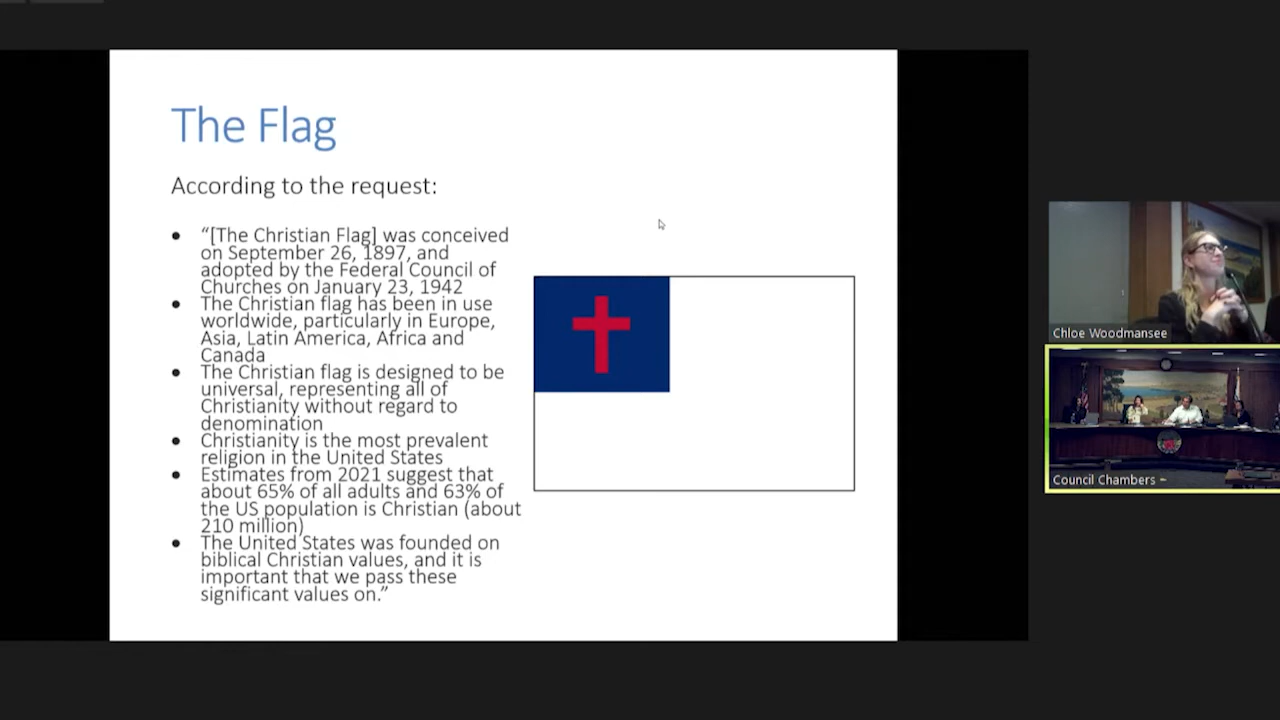 The Flag
According to the request:
• “[The Christian Flag] was conceived
on September 26, 1897, and
adopted by the Federal Council of
Churches on January 23, 1942
• The Christian flag has been in use
worldwide, particularly in Europe,
Asia, Latin America, Africa and
Canada
• The Christian flag is designed to be
universal, representing all of
Christianity without regard to
denomination
• Christianity is the most prevalent
religion in the United States
• Estimates from 2021 suggest that
about 65% of all adults and 63% of
the US population is Christian (about
210 million)
• The United States was founded on
biblical Christian values, and it is
important that we pass these
significant values on.”
Chloe Woodmansee
Council Chambers